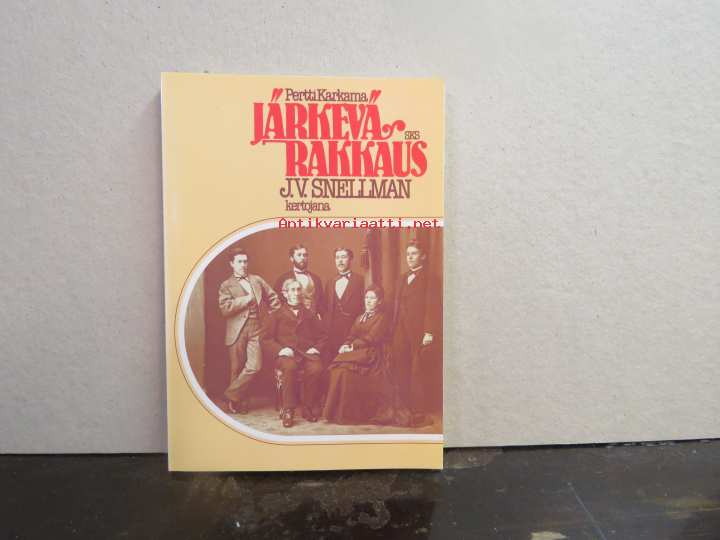 Pertti Karkama
"JÄRKEVÄ"
SKS
RAKKAUS
J.V. SNELLMAN
kertojana
Antikvariaatti.net